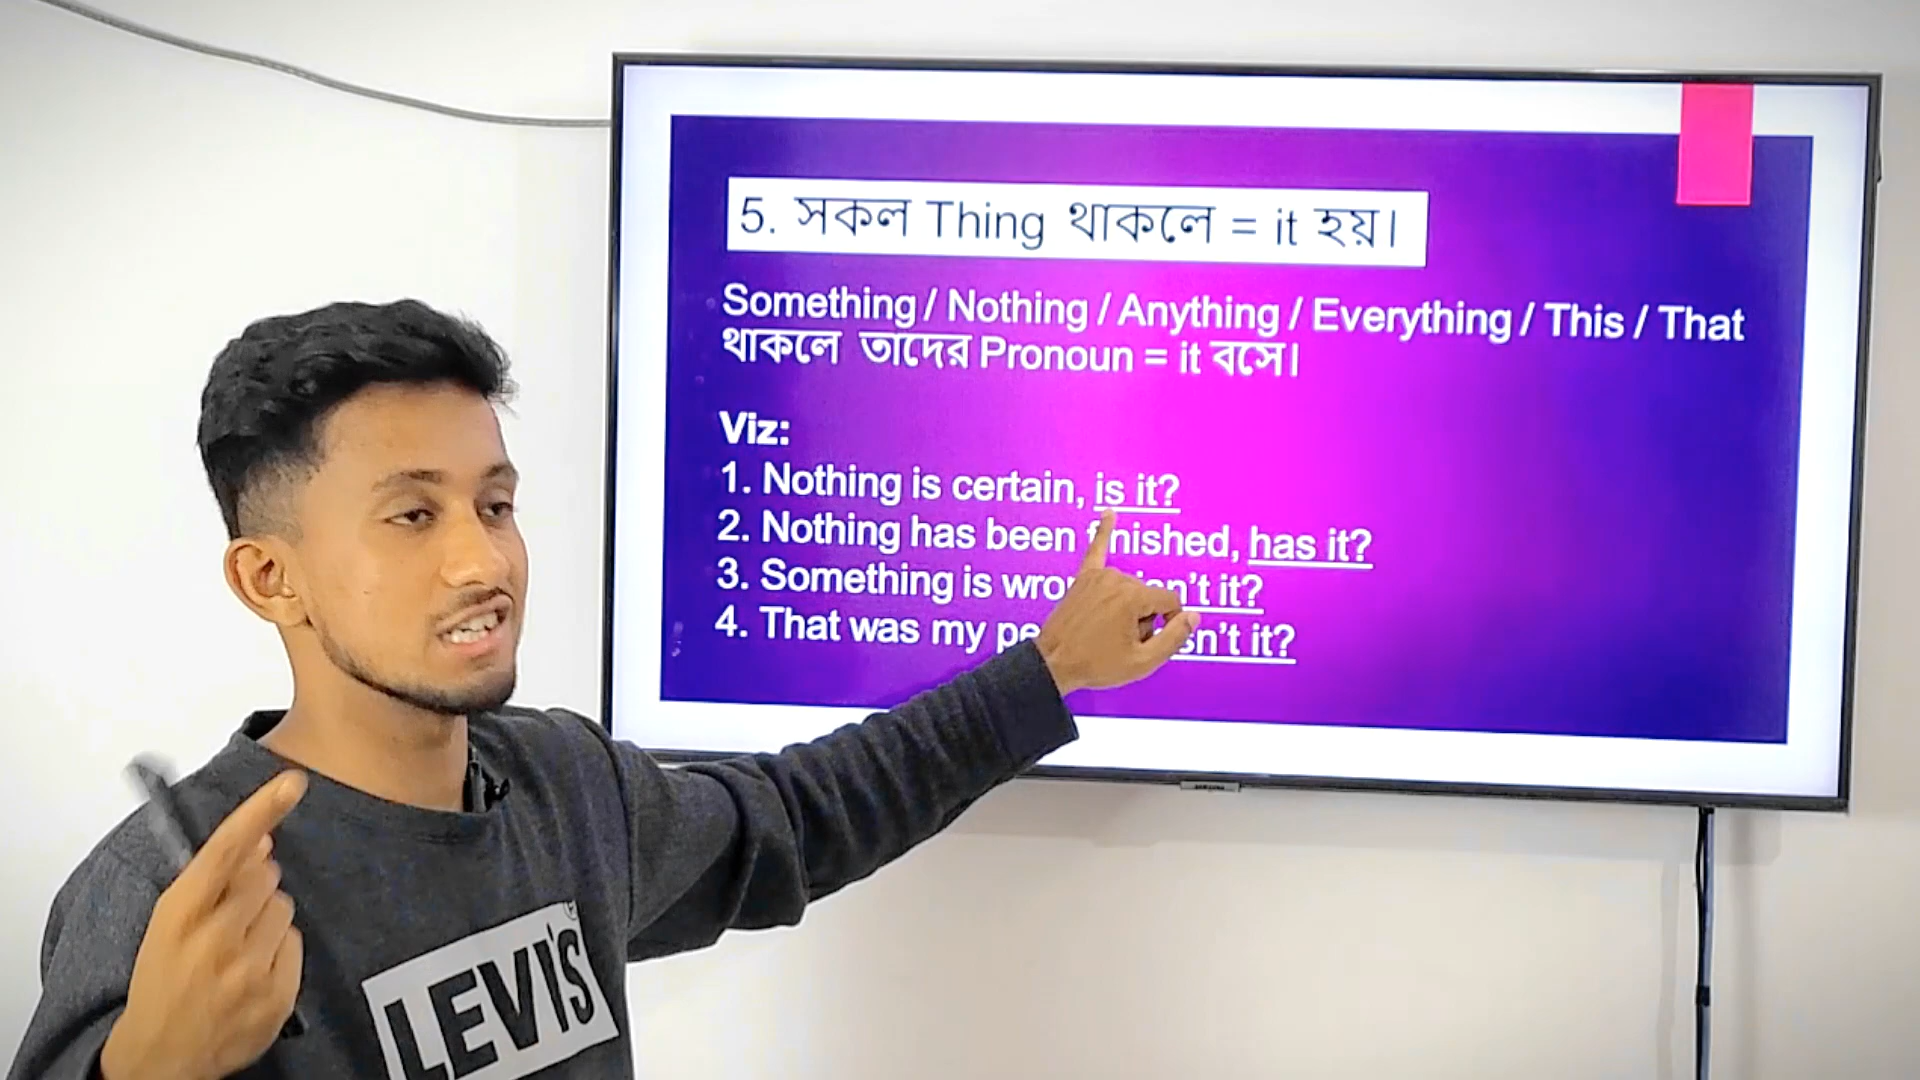 5. সকল Thing থাকলে = it হয়।
Something / Nothing / Anything / Everything / This / That
থাকলে তাদের Pronoun = it বসে।
Viz:
1. Nothing is certain, is it?
2. Nothing has been finished, has it?
3. Something is it?
4. That was my it?
SAMSUNG
LEVI'S